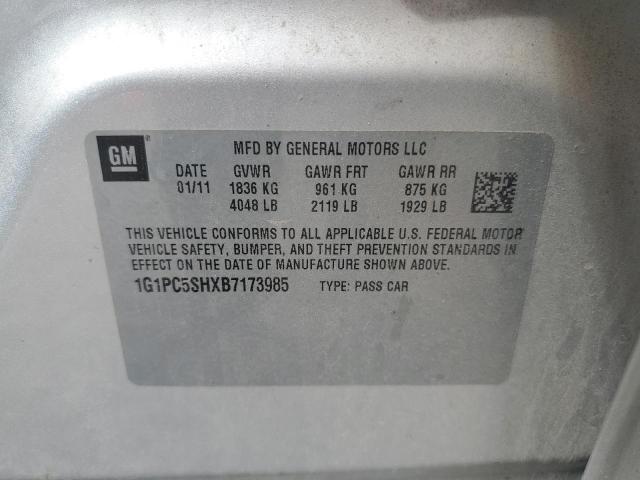 GM
MFD BY GENERAL MOTORS LLC
DATE GVWR GAWR FRT GAWR RR
01/11 1836 KG 961 KG 875 KG
4048 LB 2119 LB 1929 LB
THIS VEHICLE CONFORMS TO ALL APPLICABLE U.S. FEDERAL MOTOR
VEHICLE SAFETY, BUMPER, AND THEFT PREVENTION STANDARDS IN
EFFECT ON THE DATE OF MANUFACTURE SHOWN ABOVE.
1G1PC5SHXB7173985 TYPE: PASS CAR